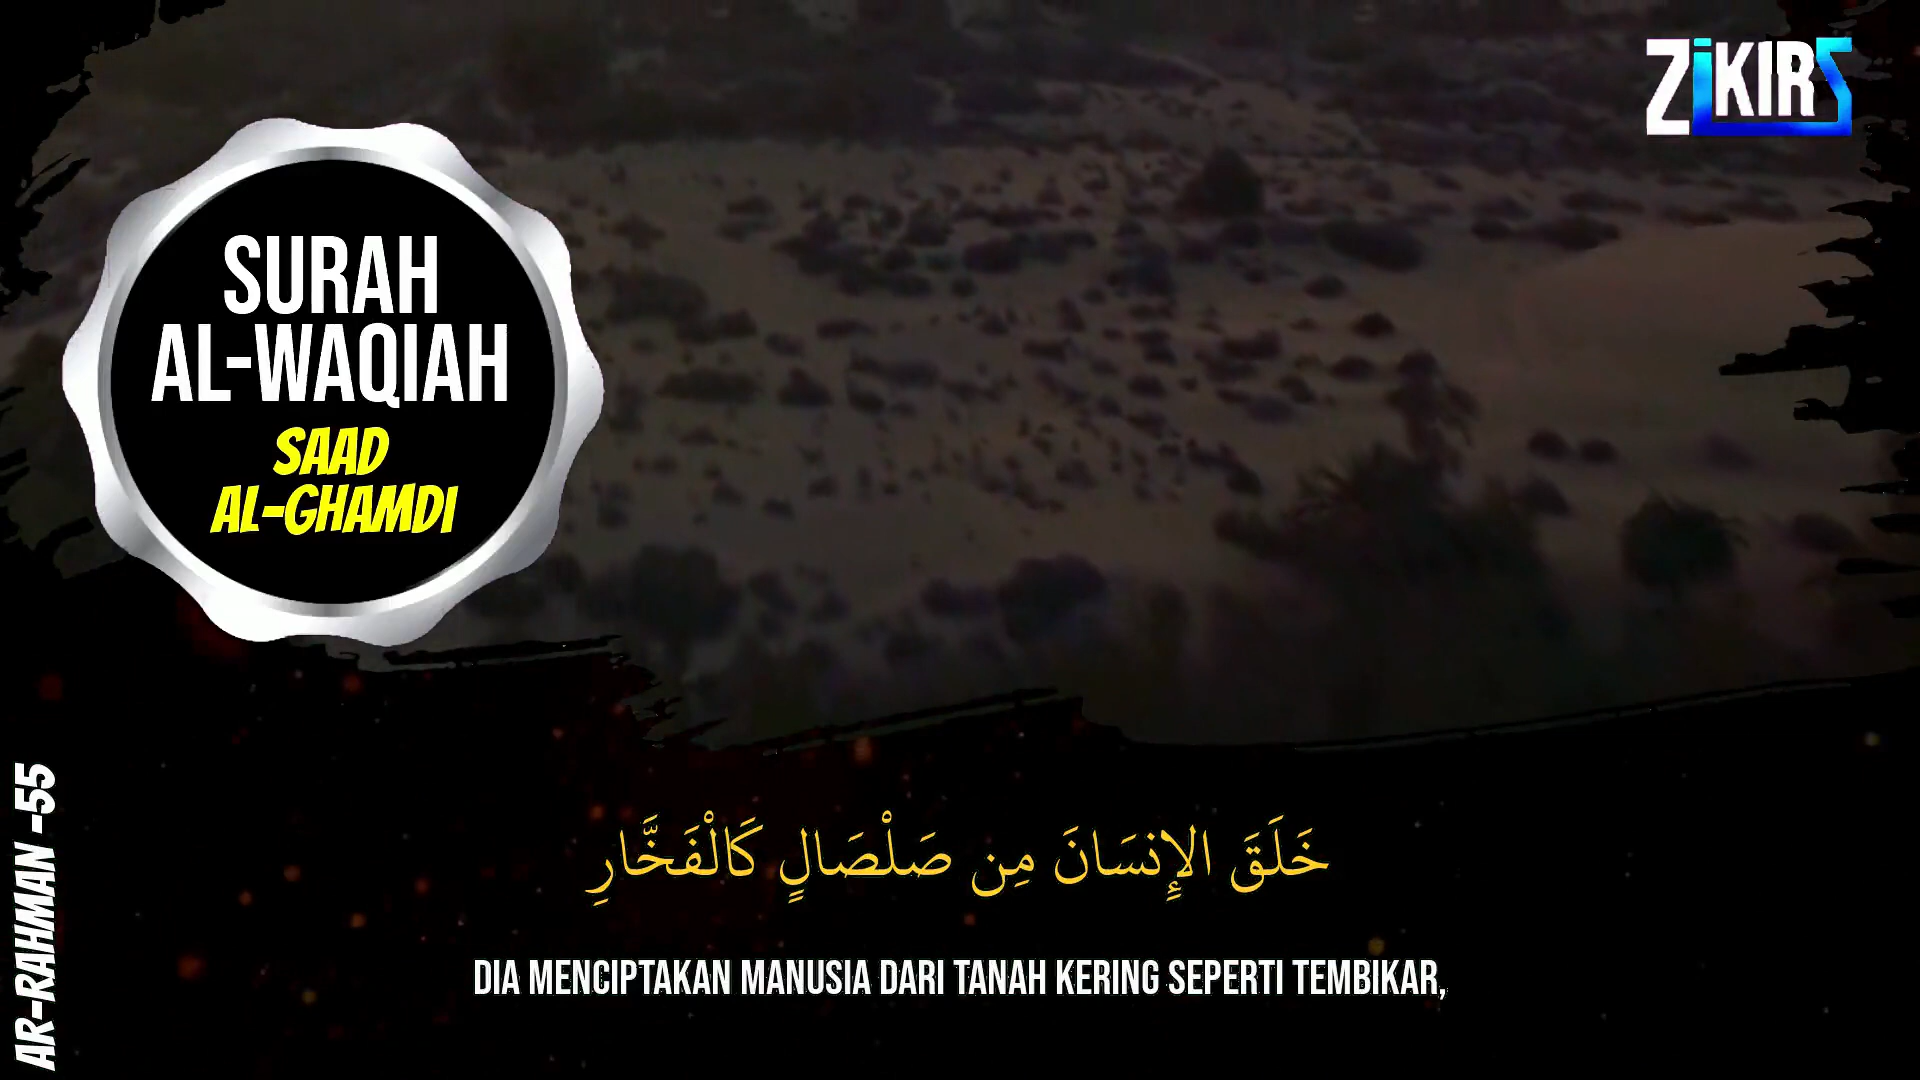 ZiKIRS
SURAH
AL-WAQIAH
SAAD
AL-GHAMDI
AR-RAHMAN -55
خَلَقَ الإِنسَانَ مِن صَلْصَالٍ كَالْفَخَّارِ
DIA MENCIPTAKAN MANUSIA DARI TANAH KERING SEPERTI TEMBIKAR,